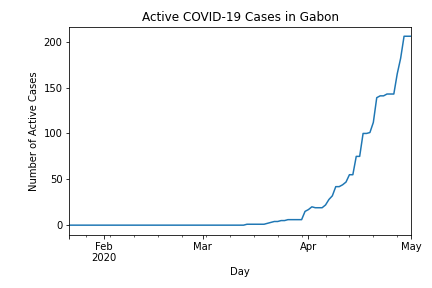 Active COVID-19 Cases in Gabon
Number of Active Cases
200
150
100
50
0
Feb
2020
Mar
Apr
May
Day